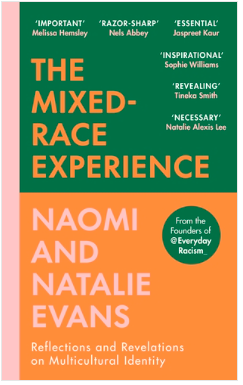 'IMPORTANT' 'RAZOR-SHARP' 'ESSENTIAL'
Melissa Hemsley Nels Abbey Jaspreet Kaur
'INSPIRATIONAL'
Sophie Williams
'REVEALING'
Tineka Smith
'NECESSARY'
Natalie Alexis Lee
THE
MIXED-
RACE
EXPERIENCE
NAOMI
AND
NATALIE
EVANS
From the
Founders of
@Everyday
Racism_
Reflections and Revelations
on Multicultural Identity